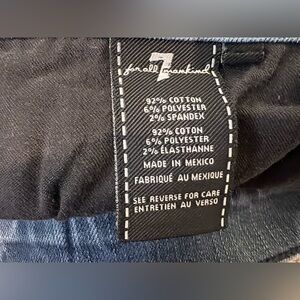 7
for all mankind
92% COTTON
6% POLYESTER
2% SPANDEX
92% COTON
6% POLYESTER
2% ÉLASTHANNE
MADE IN MEXICO
FABRIQUÉ AU MEXIQUE
SEE REVERSE FOR CARE
ENTRETIEN AU VERSO